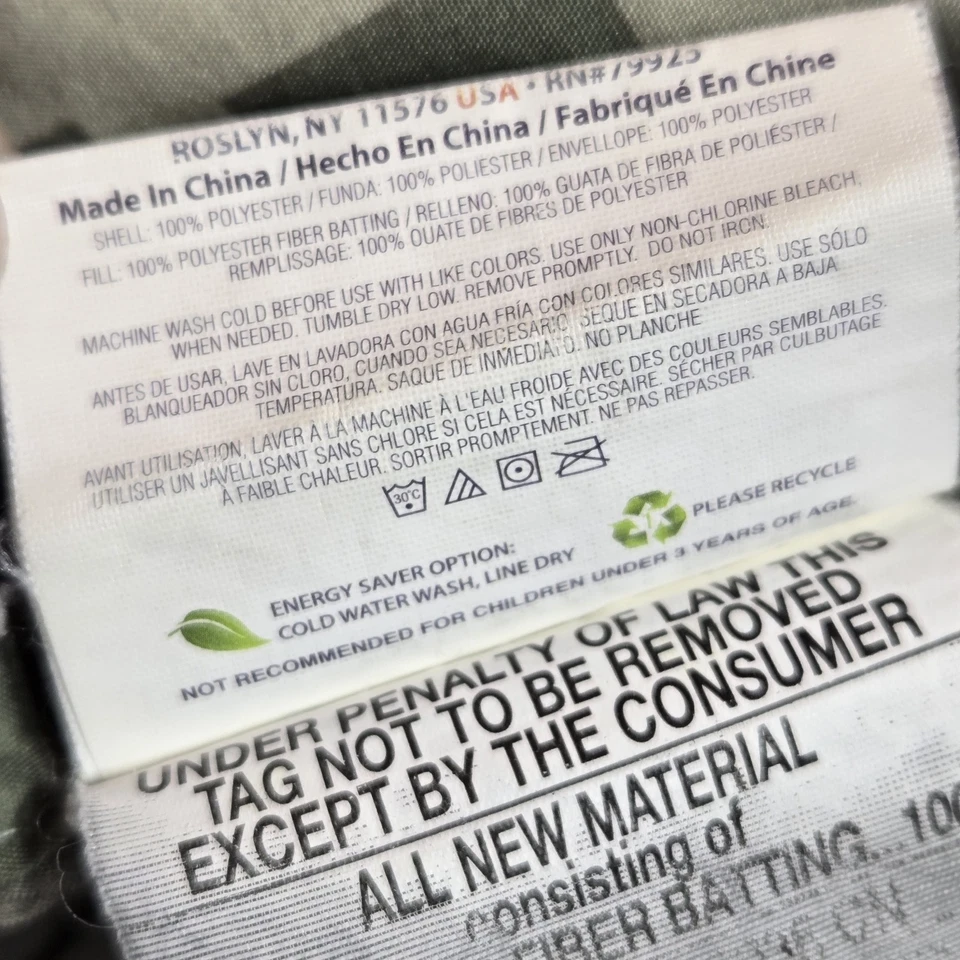 ROSLYN, NY 11576 USA • RN#79925
Made In China / Hecho En China / Fabriqué En Chine
SHELL: 100% POLYESTER / FUNDA: 100% POLIESTER / ENVELLOPE: 100% POLYESTER
FILL: 100% POLYESTER FIBER BATTING / RELLENO: 100% GUATA DE FIBRA DE POLIÉSTER /
REMPLISSAGE: 100% OUATE DE FIBRES DE POLYESTER
MACHINE WASH COLD BEFORE USE WITH LIKE COLORS. USE ONLY NON-CHLORINE BLEACH,
WHEN NEEDED. TUMBLE DRY LOW. REMOVE PROMPTLY. DO NOT IRON.
ANTES DE USAR, LAVE EN LAVADORA CON AGUA FRÍA CON COLORES SIMILARES. USE SÓLO
BLANQUEADOR SIN CLORO, CUANDO SEA NECESARIO. SEQUE EN SECADORA A BAJA
TEMPERATURA. SAQUE DE INMEDIATO. NO PLANCHE
AVANT UTILISATION, LAVER À LA MACHINE À L'EAU FROIDE AVEC DES COULEURS SEMBLABLES.
UTILISER UN JAVELLISANT SANS CHLORE SI CELA EST NÉCESSAIRE. SÉCHER PAR CULBUTAGE
À FAIBLE CHALEUR. SORTIR PROMPTEMENT. NE PAS REPASSER.
30°C
PLEASE RECYCLE
ENERGY SAVER OPTION:
COLD WATER WASH, LINE DRY
NOT RECOMMENDED FOR CHILDREN UNDER 3 YEARS OF AGE.
UNDER PENALTY OF LAW THIS
TAG NOT TO BE REMOVED
EXCEPT BY THE CONSUMER
ALL NEW MATERIAL
consisting of
FIBER BATTING...100